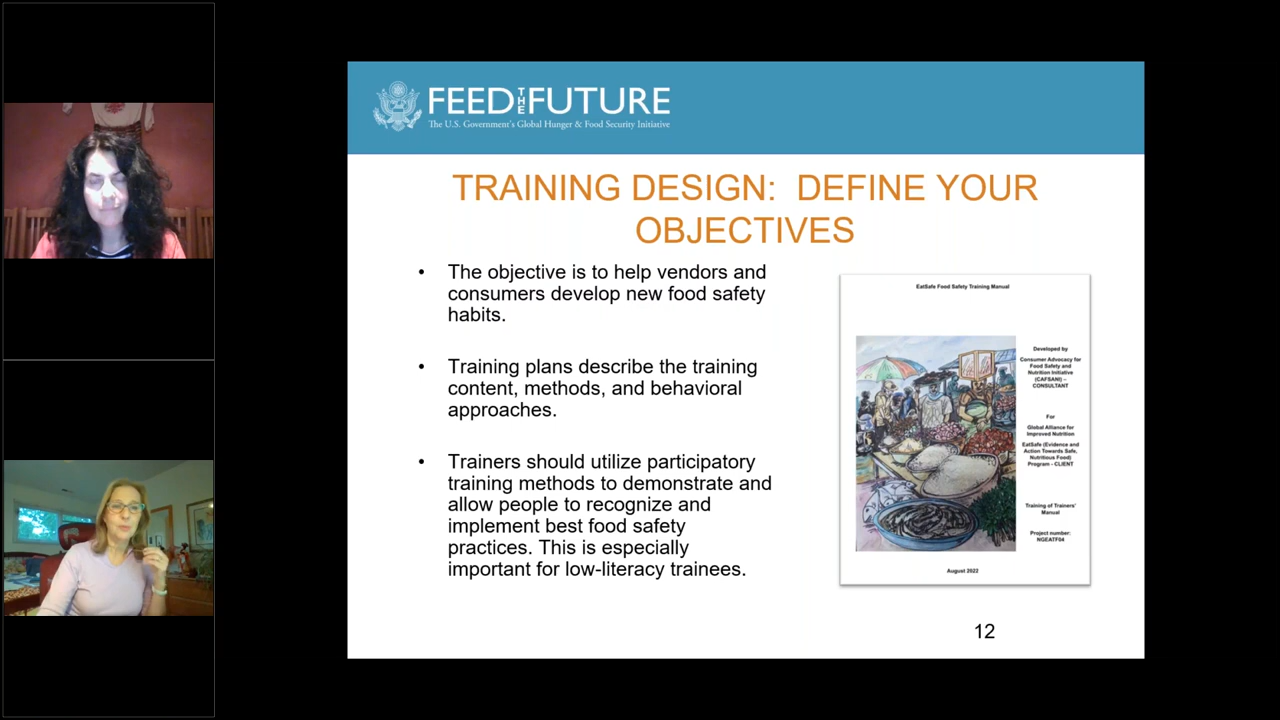 FEED THE FUTURE
The U.S. Government's Global Hunger & Food Security Initiative
TRAINING DESIGN: DEFINE YOUR
OBJECTIVES
• The objective is to help vendors and
consumers develop new food safety
habits.
• Training plans describe the training
content, methods, and behavioral
approaches.
• Trainers should utilize participatory
training methods to demonstrate and
allow people to recognize and
implement best food safety
practices. This is especially
important for low-literacy trainees.
EatSafe Food Safety Training Manual
Developed by
Consumer Advocacy for
Food Safety and
Nutrition Initiative
(CAFSANI) –
CONSULTANT
For
Global Alliance for
Improved Nutrition
EatSafe (Evidence and
Action Towards Safe,
Nutritious Food)
Program - CLIENT
Training of Trainers'
Manual
Project number:
NGEATF04
August 2022
12